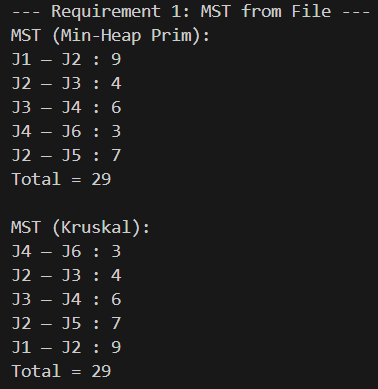 --- Requirement 1: MST from File ---
MST (Min-Heap Prim):
J1 – J2 : 9
J2 – J3 : 4
J3 – J4 : 6
J4 – J6 : 3
J2 – J5 : 7
Total = 29

MST (Kruskal):
J4 – J6 : 3
J2 – J3 : 4
J3 – J4 : 6
J2 – J5 : 7
J1 – J2 : 9
Total = 29